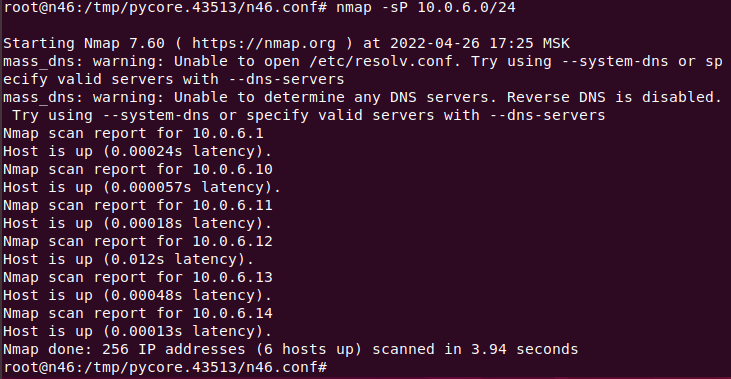 root@n46:/tmp/pycore.43513/n46.conf# nmap -sP 10.0.6.0/24
Starting Nmap 7.60 ( https://nmap.org ) at 2022-04-26 17:25 MSK
mass_dns: warning: Unable to open /etc/resolv.conf. Try using --system-dns or sp
ecify valid servers with --dns-servers
mass_dns: warning: Unable to determine any DNS servers. Reverse DNS is disabled.
 Try using --system-dns or specify valid servers with --dns-servers
Nmap scan report for 10.0.6.1
Host is up (0.00024s latency).
Nmap scan report for 10.0.6.10
Host is up (0.000057s latency).
Nmap scan report for 10.0.6.11
Host is up (0.00018s latency).
Nmap scan report for 10.0.6.12
Host is up (0.012s latency).
Nmap scan report for 10.0.6.13
Host is up (0.00048s latency).
Nmap scan report for 10.0.6.14
Host is up (0.00013s latency).
Nmap done: 256 IP addresses (6 hosts up) scanned in 3.94 seconds
root@n46:/tmp/pycore.43513/n46.conf#